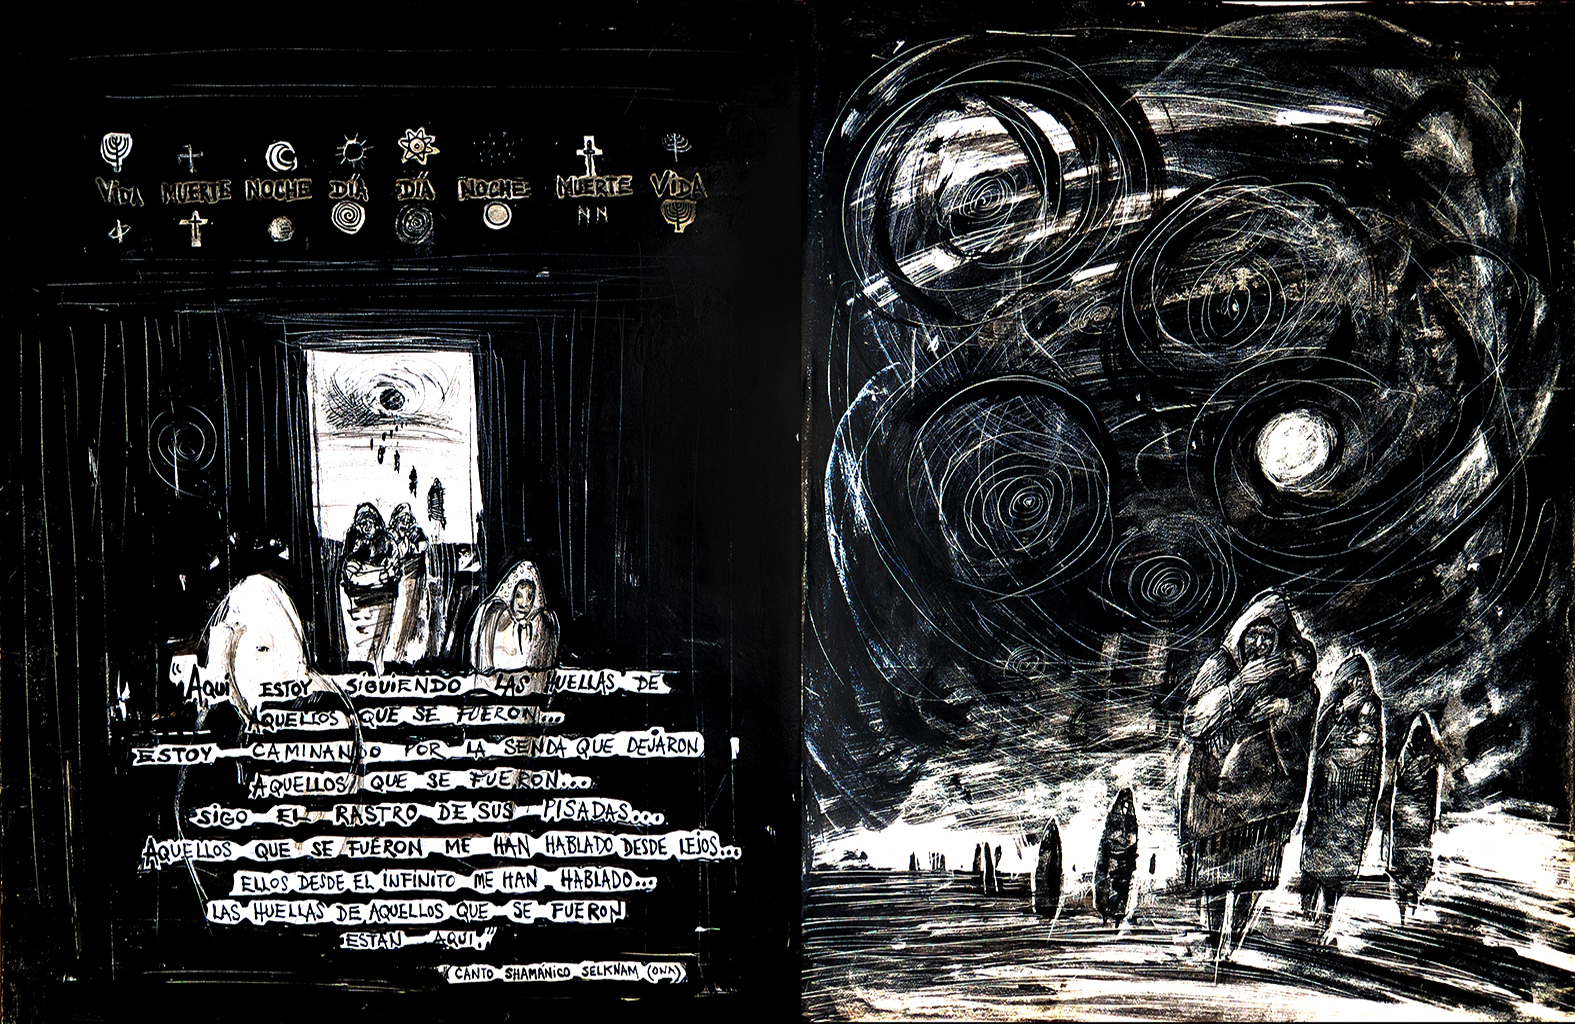 VIDA MUERTE NOCHE DÍA DÍA NOCHE MUERTE VIDA
"AQUÍ ESTOY SIGUIENDO LAS HUELLAS DE
AQUELLOS QUE SE FUERON...
ESTOY CAMINANDO POR LA SENDA QUE DEJARON
AQUELLOS QUE SE FUERON...
SIGO EL RASTRO DE SUS PISADAS...
AQUELLOS QUE SE FUERON ME HAN HABLADO DESDE LEJOS...
ELLOS DESDE EL INFINITO ME HAN HABLADO...
LAS HUELLAS DE AQUELLOS QUE SE FUERON
ESTAN AQUI."
(CANTO SHAMÁNICO SELKNAM (ONA)